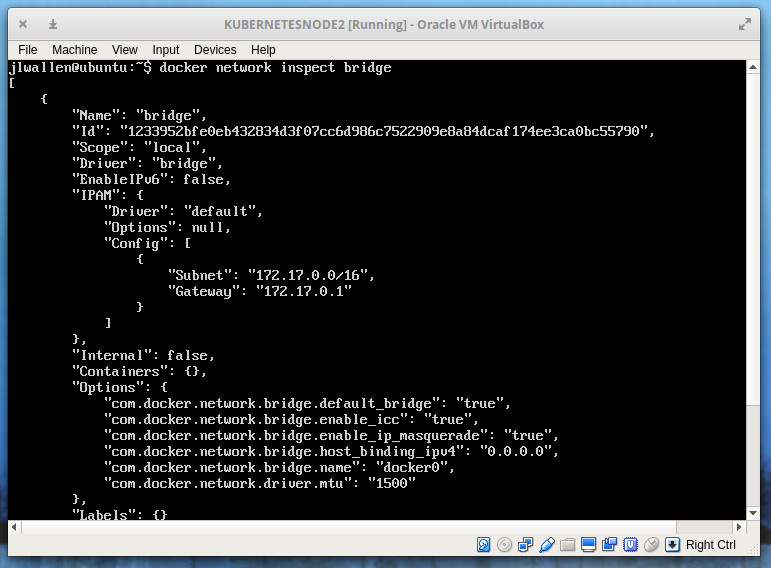 KUBERNETESNODE2 [Running] - Oracle VM VirtualBox
File Machine View Input Devices Help
jlwallen@ubuntu:~$ docker network inspect bridge
[
    {
        "Name": "bridge",
        "Id": "1233952bfe0eb432834d3f07cc6d986c7522909e8a84dcaf174ee3ca0bc55790",
        "Scope": "local",
        "Driver": "bridge",
        "EnableIPv6": false,
        "IPAM": {
            "Driver": "default",
            "Options": null,
            "Config": [
                {
                    "Subnet": "172.17.0.0/16",
                    "Gateway": "172.17.0.1"
                }
            ]
        },
        "Internal": false,
        "Containers": {},
        "Options": {
            "com.docker.network.bridge.default_bridge": "true",
            "com.docker.network.bridge.enable_icc": "true",
            "com.docker.network.bridge.enable_ip_masquerade": "true",
            "com.docker.network.bridge.host_binding_ipv4": "0.0.0.0",
            "com.docker.network.bridge.name": "docker0",
            "com.docker.network.driver.mtu": "1500"
        },
        "Labels": {}
Right Ctrl